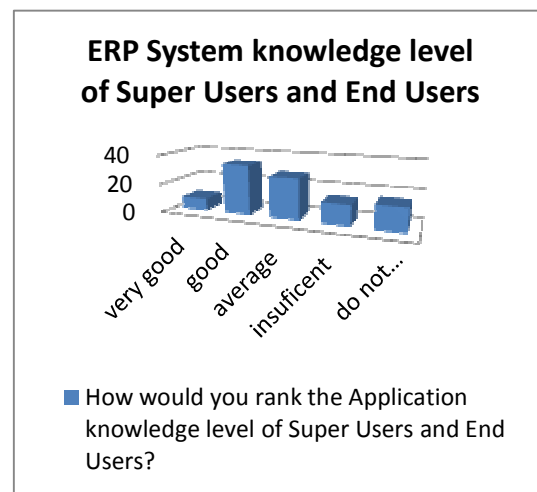 ERP System knowledge level
of Super Users and End Users
40
20
0
very good
good
average
insuficent
do not...
How would you rank the Application
knowledge level of Super Users and End
Users?